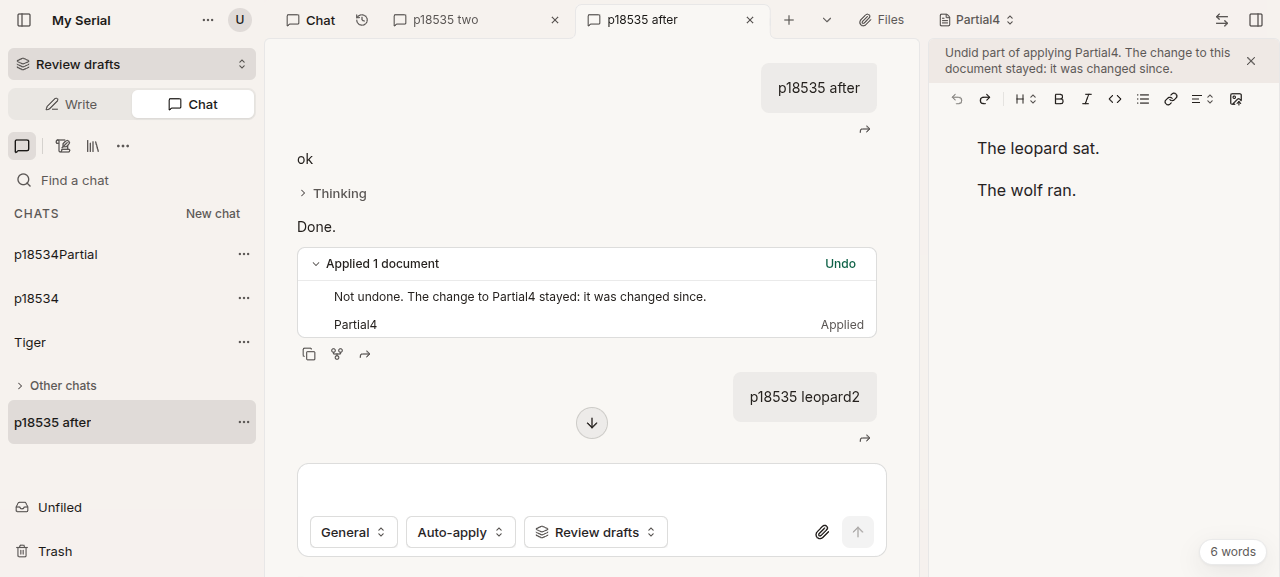 My Serial
U
Review drafts
Write
Chat
Find a chat
CHATS
New chat
p18534Partial
p18534
Tiger
Other chats
p18535 after
Unfiled
Trash
Chat
p18535 two
p18535 after
Files
p18535 after
ok
Thinking
Done.
Applied 1 document
Undo
Not undone. The change to Partial4 stayed: it was changed since.
Partial4
Applied
p18535 leopard2
General
Auto-apply
Review drafts
Partial4
Undid part of applying Partial4. The change to this
document stayed: it was changed since.
H
B
I
The leopard sat.
The wolf ran.
6 words